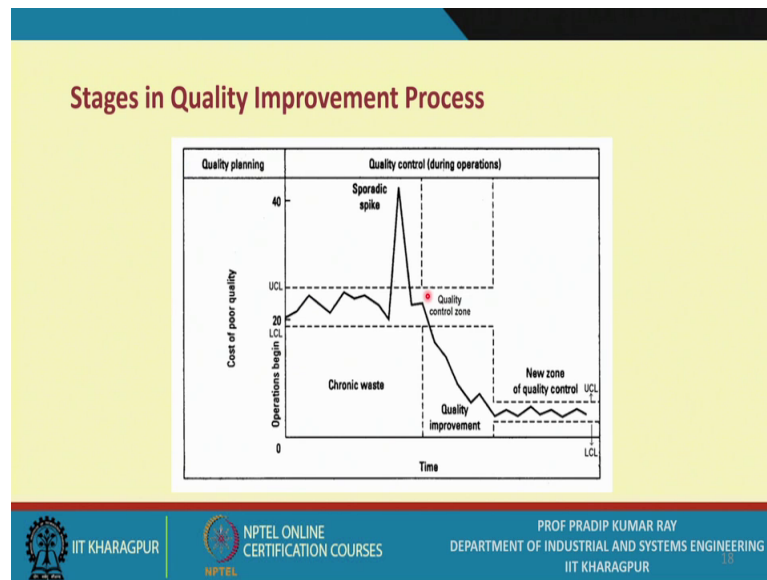 Stages in Quality Improvement Process
Quality planning
Quality control (during operations)
Sporadic
spike
40
UCL
20
LCL
Quality
control zone
Cost of poor quality
Operations begin
Chronic waste
Quality
improvement
New zone
of quality control
UCL
LCL
0
Time
IIT KHARAGPUR
NPTEL
NPTEL ONLINE
CERTIFICATION COURSES
PROF PRADIP KUMAR RAY
DEPARTMENT OF INDUSTRIAL AND SYSTEMS ENGINEERING
IIT KHARAGPUR
18